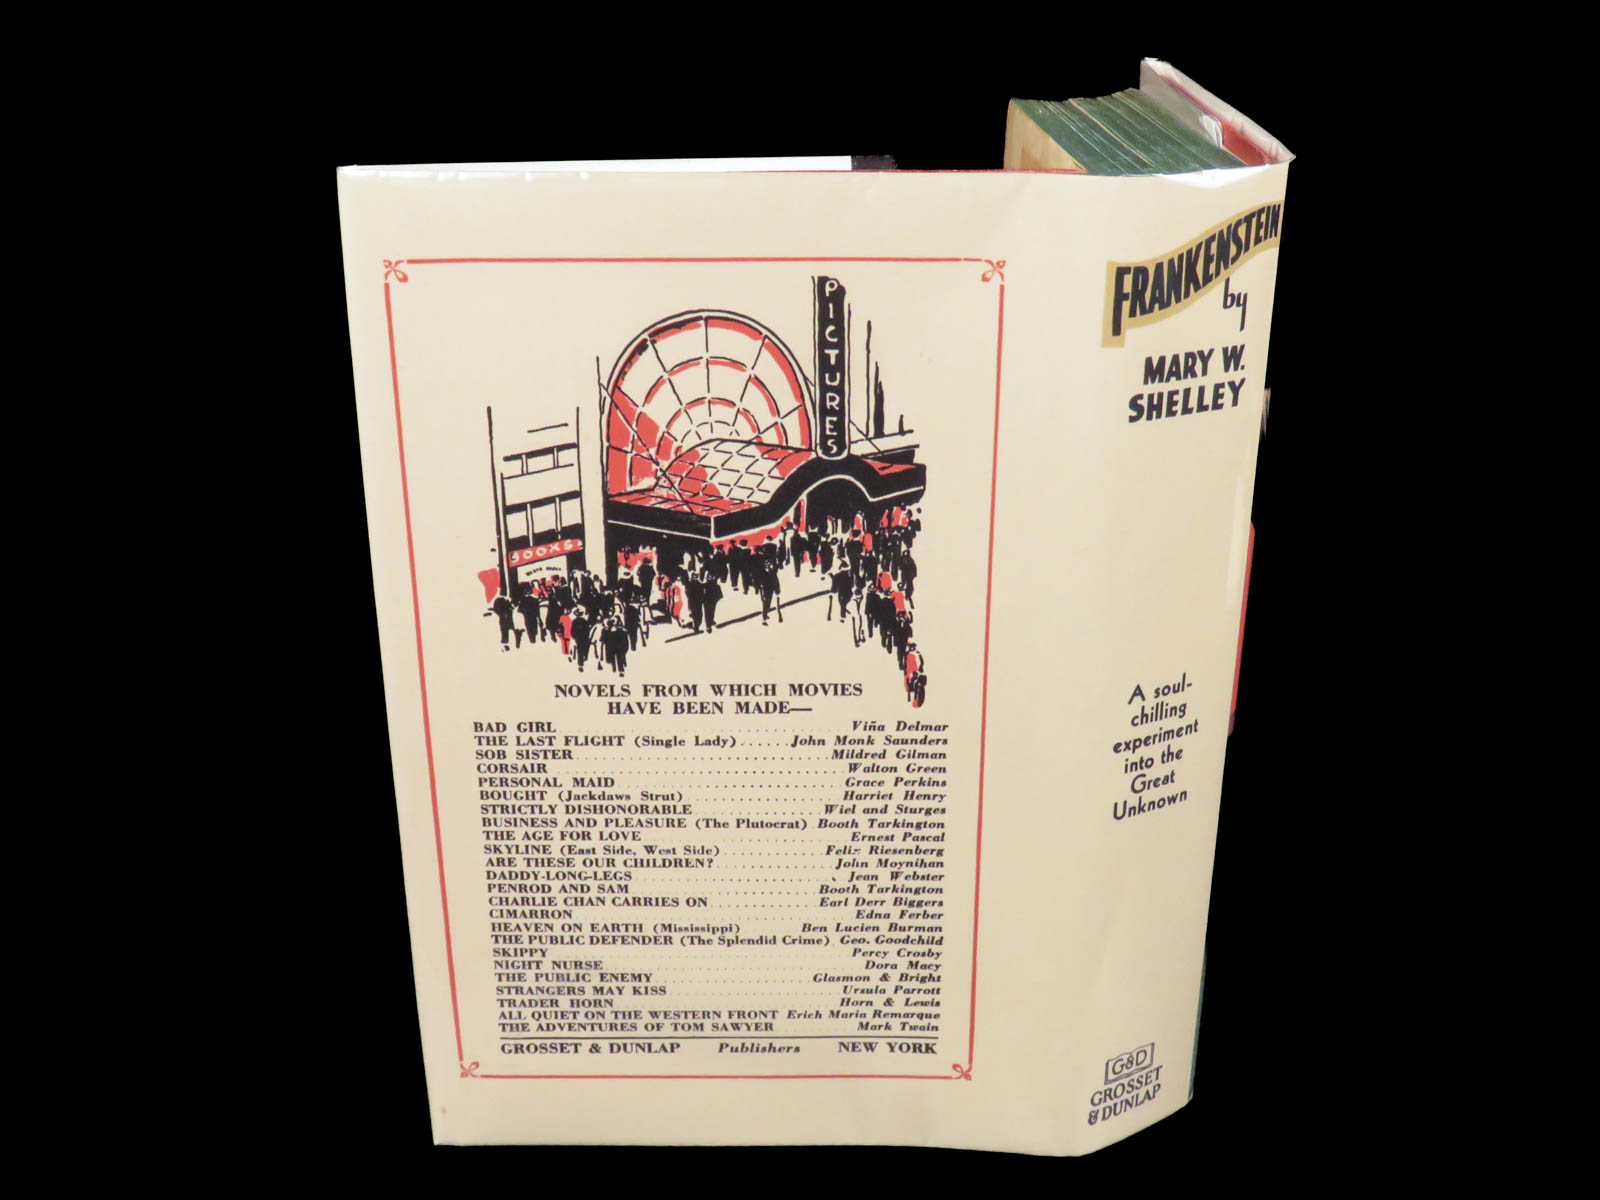 PICTURES
BOOKS
NOVELS FROM WHICH MOVIES
HAVE BEEN MADE—
BAD GIRL . . . . . . . . . . . . . . . . Viña Delmar
THE LAST FLIGHT (Single Lady) . . . . . . John Monk Saunders
SOB SISTER . . . . . . . . . . . . . . . . Mildred Gilman
CORSAIR . . . . . . . . . . . . . . . . Walton Green
PERSONAL MAID . . . . . . . . . . . . . . . . Grace Perkins
BOUGHT (Jackdaws Strut) . . . . . . . . . . . . . . . . Harriet Henry
STRICTLY DISHONORABLE . . . . . . . . . . . . . Wiel and Sturges
BUSINESS AND PLEASURE (The Plutocrat) . Booth Tarkington
THE AGE FOR LOVE . . . . . . . . . . . . . . . . Ernest Pascal
SKYLINE (East Side, West Side) . . . . . . . . . . . . Felix Riesenberg
ARE THESE OUR CHILDREN? . . . . . . . . . . . . John Moynihan
DADDY-LONG-LEGS . . . . . . . . . . . . . . . . Jean Webster
PENROD AND SAM . . . . . . . . . . . . . . . . Booth Tarkington
CHARLIE CHAN CARRIES ON . . . . . . . . . . . . Earl Derr Biggers
CIMARRON . . . . . . . . . . . . . . . . Edna Ferber
HEAVEN ON EARTH (Mississippi) . . . . . . . Ben Lucien Burman
THE PUBLIC DEFENDER (The Splendid Crime) . Geo. Goodchild
SKIPPY . . . . . . . . . . . . . . . . Percy Crosby
NIGHT NURSE . . . . . . . . . . . . . . . . Dora Macy
THE PUBLIC ENEMY . . . . . . . . . . . . . . . . Glasmon & Bright
STRANGERS MAY KISS . . . . . . . . . . . . . . . . Ursula Parrott
TRADER HORN . . . . . . . . . . . . . . . . Horn & Lewis
ALL QUIET ON THE WESTERN FRONT Erich Maria Remarque
THE ADVENTURES OF TOM SAWYER . . . . . . . . Mark Twain
GROSSET & DUNLAP Publishers NEW YORK
FRANKENSTEIN
by
MARY W.
SHELLEY
A soul-
chilling
experiment
into the
Great
Unknown
G&D
GROSSET
& DUNLAP